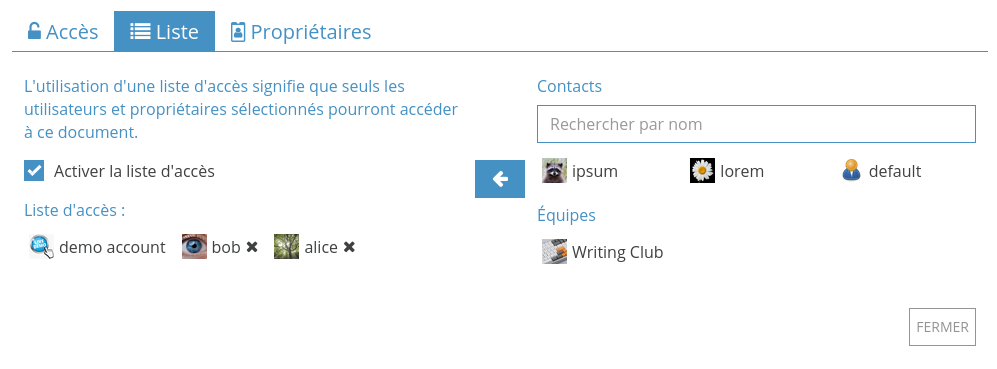 Accès Liste Propriétaires
L'utilisation d'une liste d'accès signifie que seuls les
utilisateurs et propriétaires sélectionnés pourront accéder
à ce document.
Activer la liste d'accès
Liste d'accès :
demo account bob alice
Contacts
Rechercher par nom
ipsum lorem default
Équipes
Writing Club
FERMER